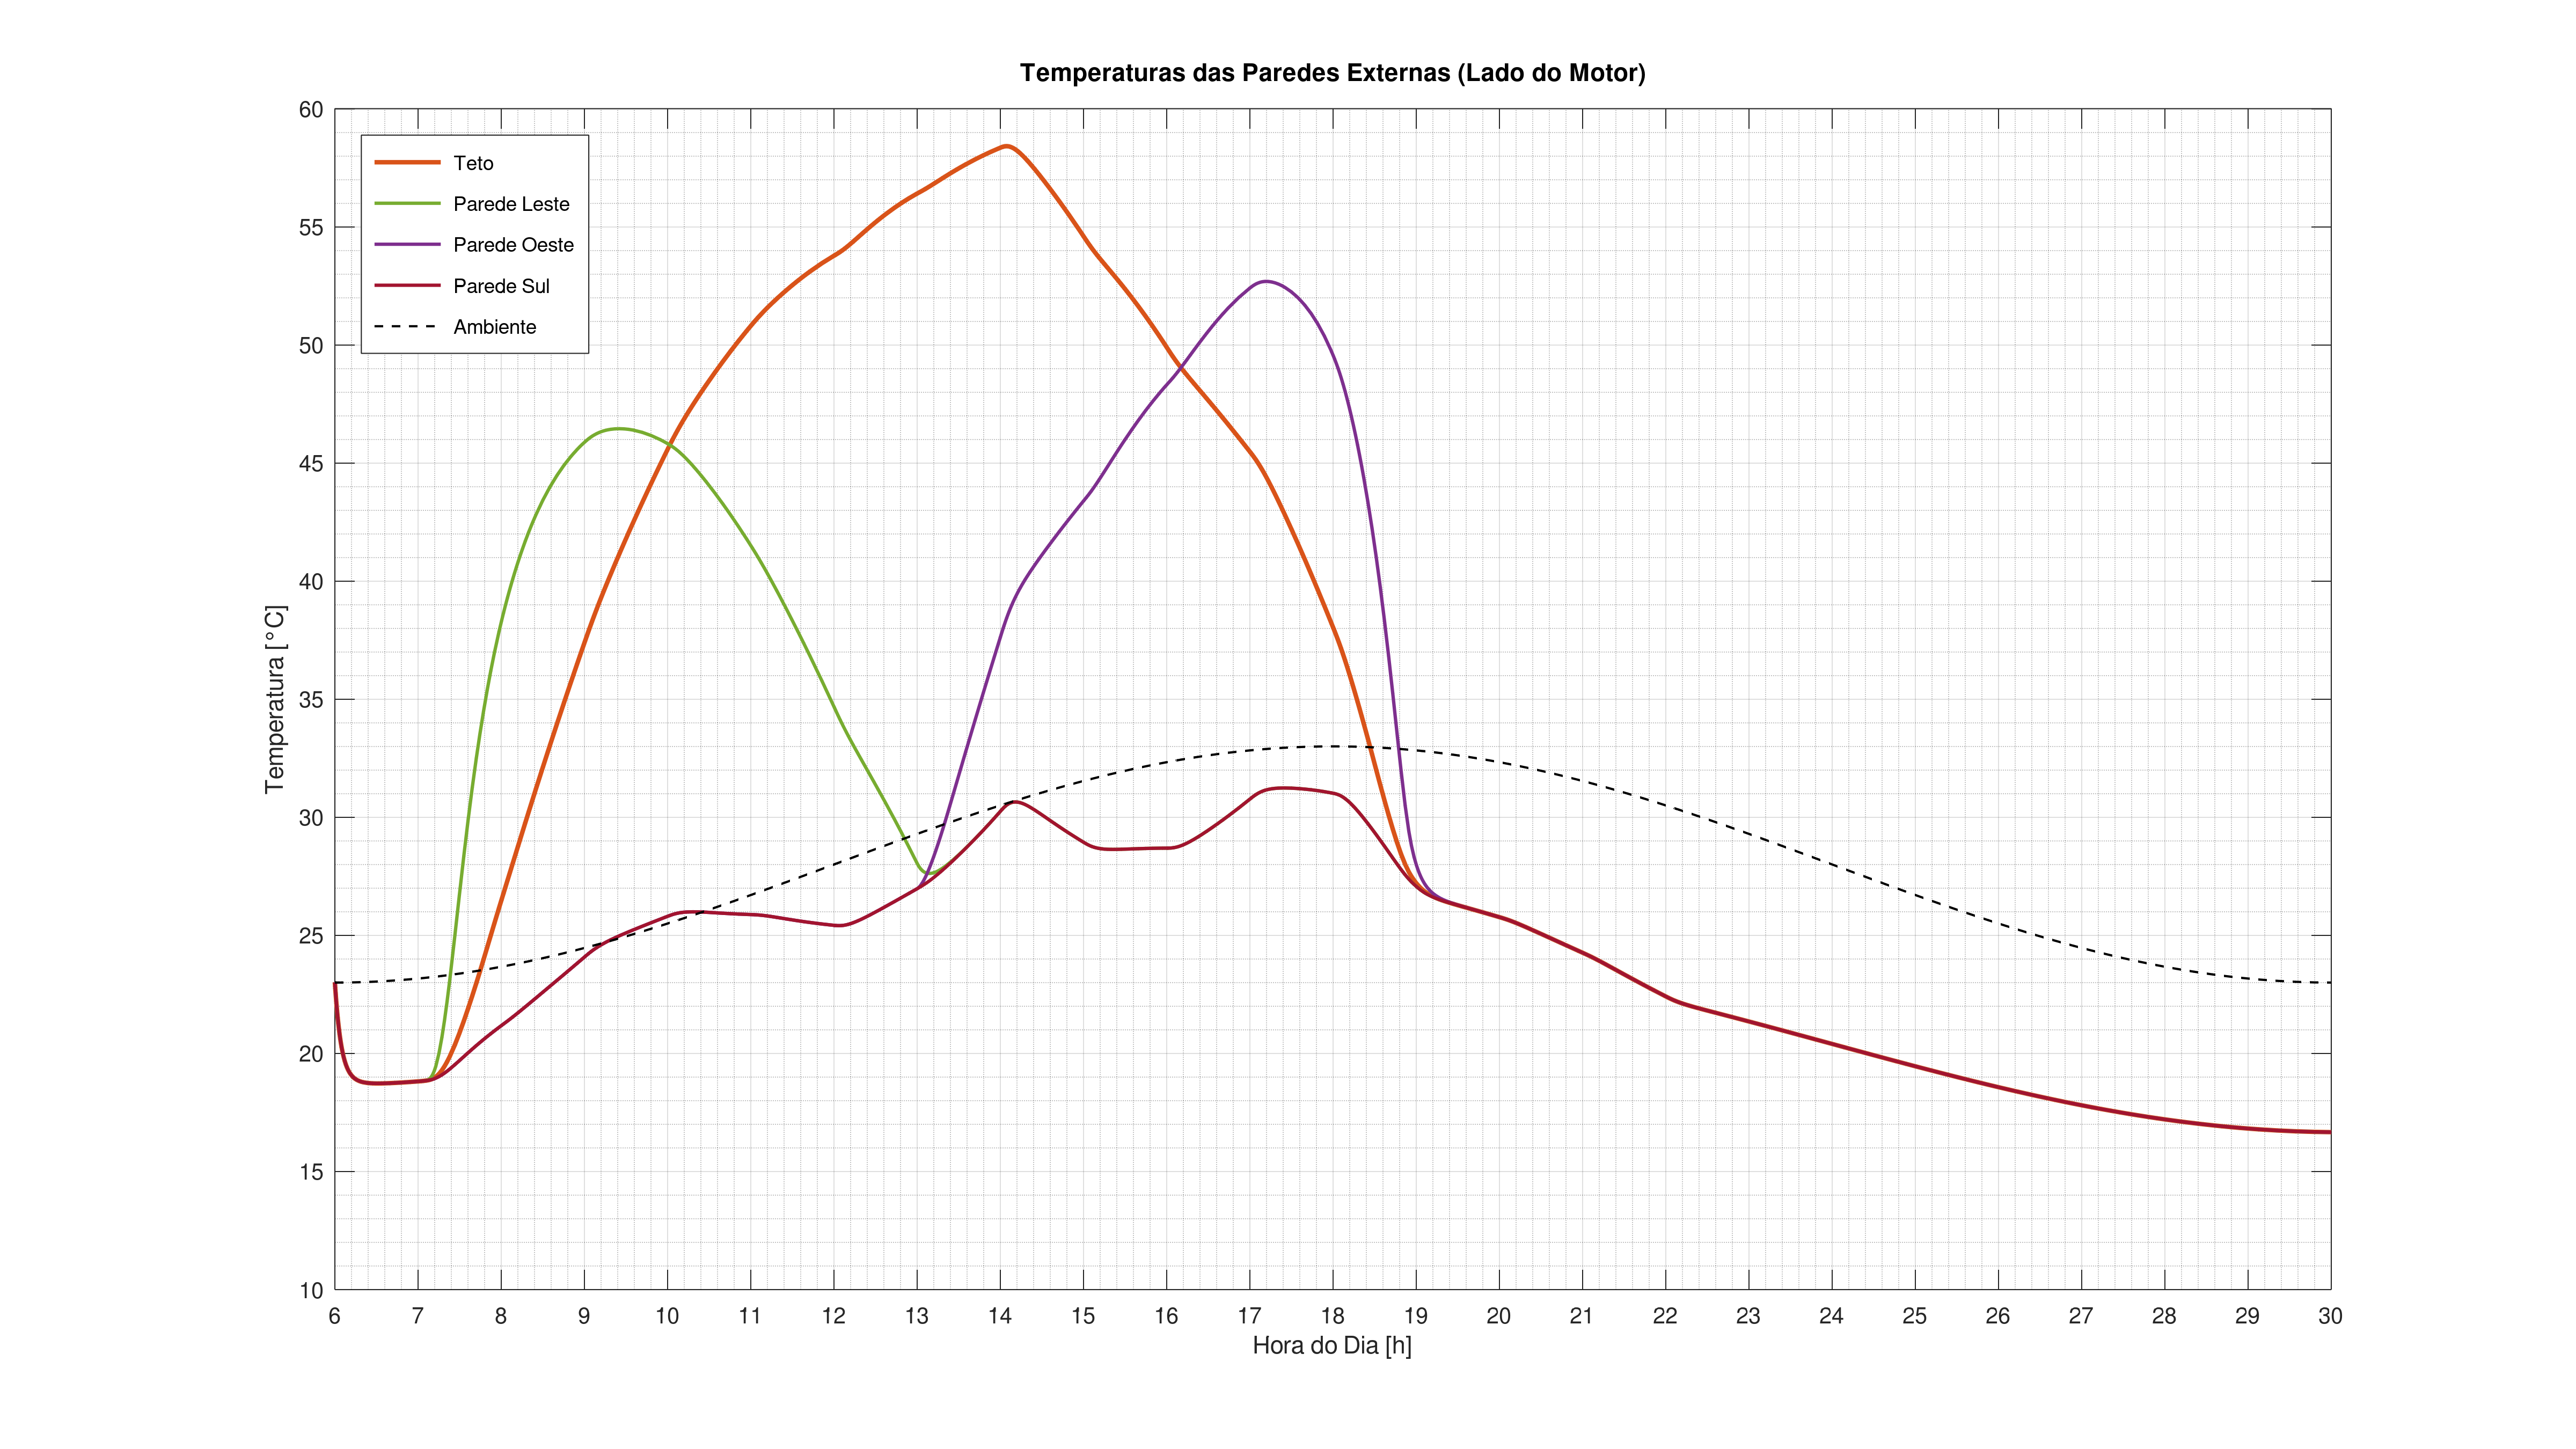 Temperaturas das Paredes Externas (Lado do Motor)
60
55
50
45
40
35
30
25
20
15
10
Temperatura [°C]
Teto
Parede Leste
Parede Oeste
Parede Sul
Ambiente
6 7 8 9 10 11 12 13 14 15 16 17 18 19 20 21 22 23 24 25 26 27 28 29 30
Hora do Dia [h]